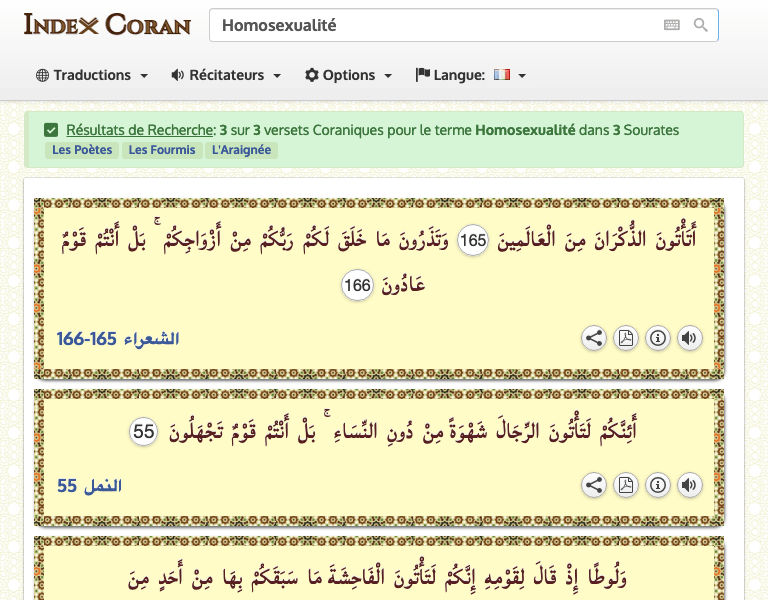 INDEX CORAN
Homosexualité
Traductions
Récitateurs
Options
Langue:
Résultats de Recherche: 3 sur 3 versets Coraniques pour le terme Homosexualité dans 3 Sourates
Les Poètes Les Fourmis L'Araignée
أَتَأْتُونَ الذُّكْرَانَ مِنَ الْعَالَمِينَ 165 وَتَذَرُونَ مَا خَلَقَ لَكُمْ رَبُّكُمْ مِنْ أَزْوَاجِكُمْ ۚ بَلْ أَنْتُمْ قَوْمٌ
عَادُونَ 166
الشعراء 165-166
أَئِنَّكُمْ لَتَأْتُونَ الرِّجَالَ شَهْوَةً مِنْ دُونِ النِّسَاءِ ۚ بَلْ أَنْتُمْ قَوْمٌ تَجْهَلُونَ 55
النمل 55
وَلُوطًا إِذْ قَالَ لِقَوْمِهِ إِنَّكُمْ لَتَأْتُونَ الْفَاحِشَةَ مَا سَبَقَكُمْ بِهَا مِنْ أَحَدٍ مِنَ